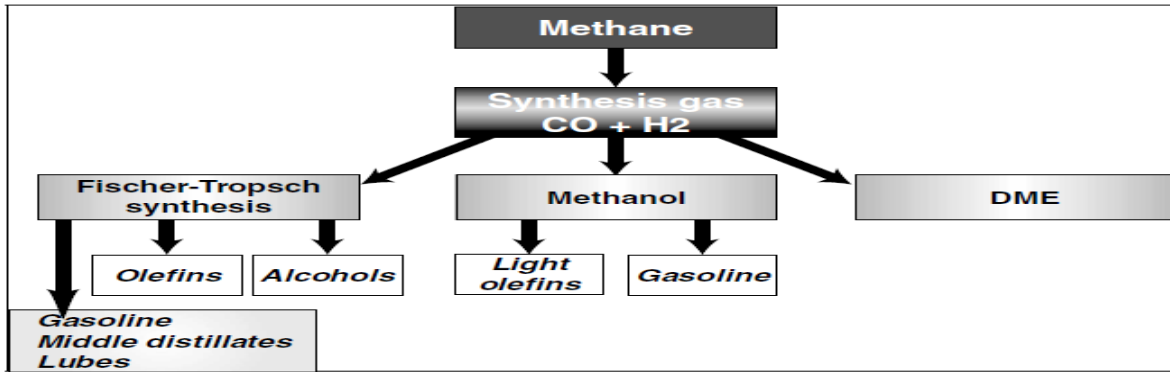 Methane
Synthesis gas
CO + H2
Fischer-Tropsch
synthesis
Methanol
DME
Olefins
Alcohols
Light
olefins
Gasoline
Gasoline
Middle distillates
Lubes